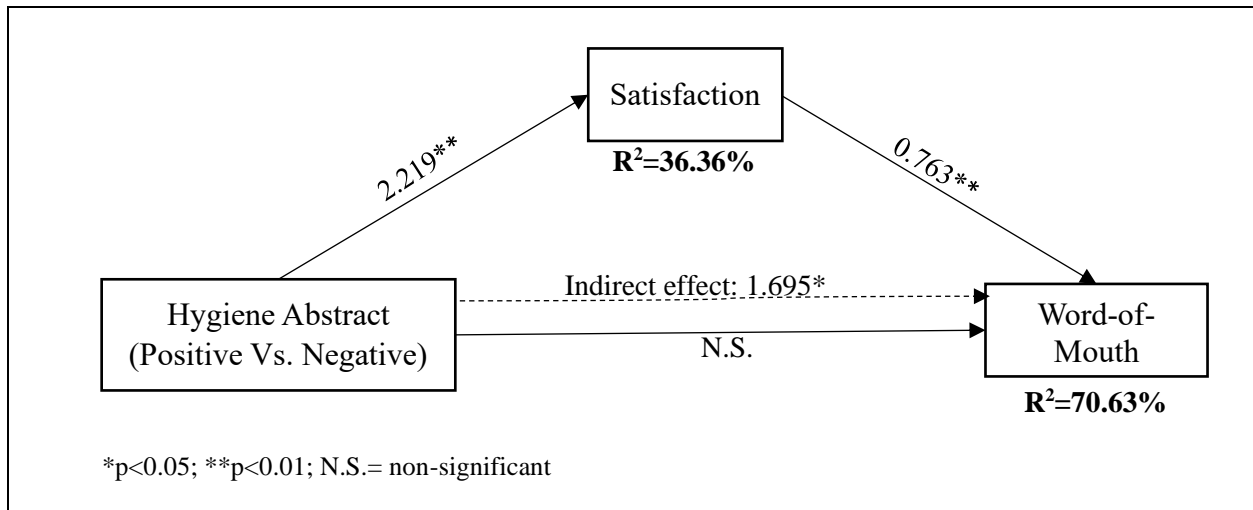 Satisfaction
R²=36.36%
2.219**
0.763**
Indirect effect: 1.695*
Hygiene Abstract
(Positive Vs. Negative)
N.S.
Word-of-
Mouth
R²=70.63%
*p<0.05; **p<0.01; N.S.= non-significant